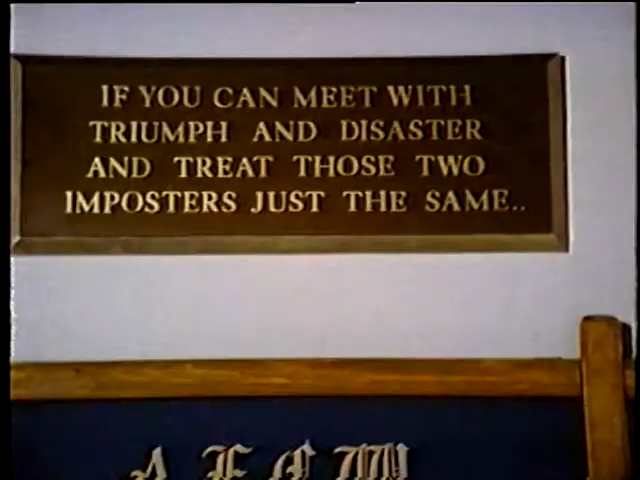 IF YOU CAN MEET WITH
TRIUMPH AND DISASTER
AND TREAT THOSE TWO
IMPOSTERS JUST THE SAME..